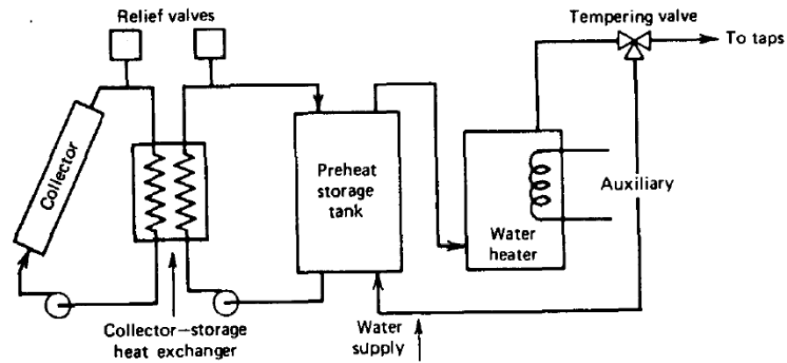 Relief valves
Tempering valve
To taps
Collector
Preheat
storage
tank
Auxiliary
Water
heater
Collector—storage
heat exchanger
Water
supply